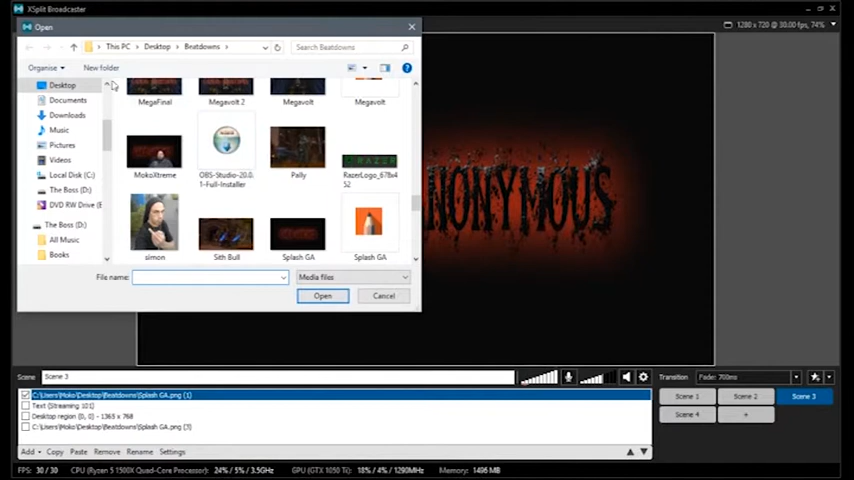 XSplit Broadcaster
Open
1280 x 720 @ 30.00 fps, 74%
This PC > Desktop > Beatdowns >
Search Beatdowns
Organise
New folder
Desktop
Documents
Downloads
Music
Pictures
Videos
Local Disk (C:)
The Boss (D:)
DVD RW Drive (E
The Boss (D:)
All Music
Books
MegaFinal
Megavolt 2
Megavolt
Megavolt
MokoXtreme
OBS-Studio-20.0.
1-Full-Installer
Pally
RazerLogo_678x4
52
simon
Sith Bull
Splash GA
Splash GA
File name:
Media files
Open
Cancel
NONYMOUS
Scene
Scene 3
Transition
Fade: 700ms
C:\Users\Moko\Desktop\Beatdowns\Splash GA.png (1)
Text (Streaming 101)
Desktop region (0, 0) - 1365 x 768
C:\Users\Moko\Desktop\Beatdowns\Splash GA.png (3)
Scene 1
Scene 2
Scene 3
Scene 4
+
Add
Copy
Paste
Remove
Rename
Settings
FPS: 30 / 30
CPU (Ryzen 5 1500X Quad-Core Processor): 24% / 5% / 3.5GHz
GPU (GTX 1050 Ti): 18% / 4% / 1290MHz
Memory: 1496 MB